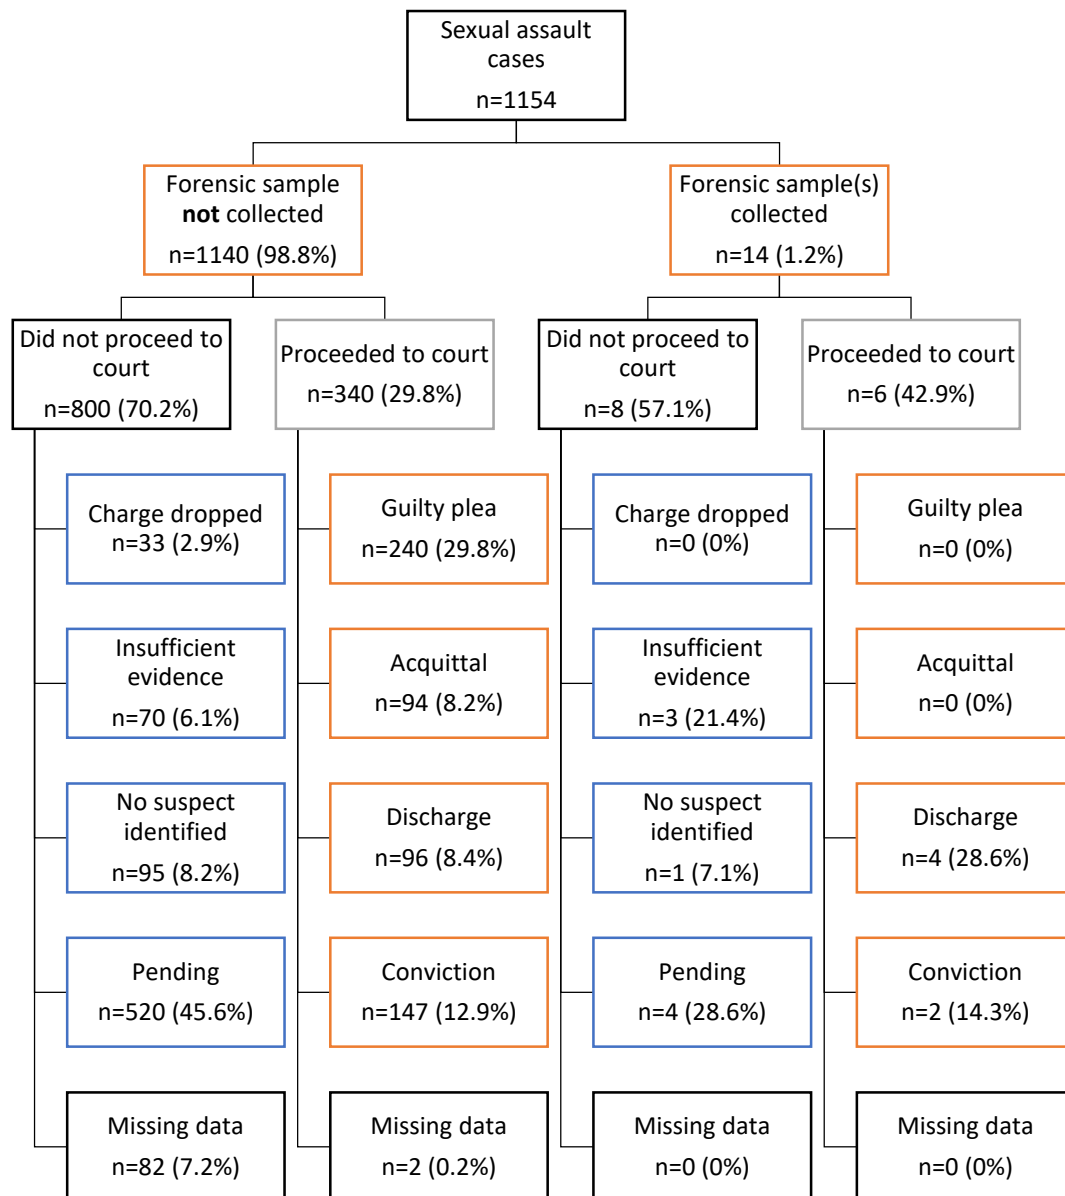 Sexual assault
cases
n=1154
Forensic sample
not collected
n=1140 (98.8%)
Forensic sample(s)
collected
n=14 (1.2%)
Did not proceed to
court
n=800 (70.2%)
Proceeded to court
n=340 (29.8%)
Did not proceed to
court
n=8 (57.1%)
Proceeded to court
n=6 (42.9%)
Charge dropped
n=33 (2.9%)
Guilty plea
n=240 (29.8%)
Charge dropped
n=0 (0%)
Guilty plea
n=0 (0%)
Insufficient
evidence
n=70 (6.1%)
Acquittal
n=94 (8.2%)
Insufficient
evidence
n=3 (21.4%)
Acquittal
n=0 (0%)
No suspect
identified
n=95 (8.2%)
Discharge
n=96 (8.4%)
No suspect
identified
n=1 (7.1%)
Discharge
n=4 (28.6%)
Pending
n=520 (45.6%)
Conviction
n=147 (12.9%)
Pending
n=4 (28.6%)
Conviction
n=2 (14.3%)
Missing data
n=82 (7.2%)
Missing data
n=2 (0.2%)
Missing data
n=0 (0%)
Missing data
n=0 (0%)